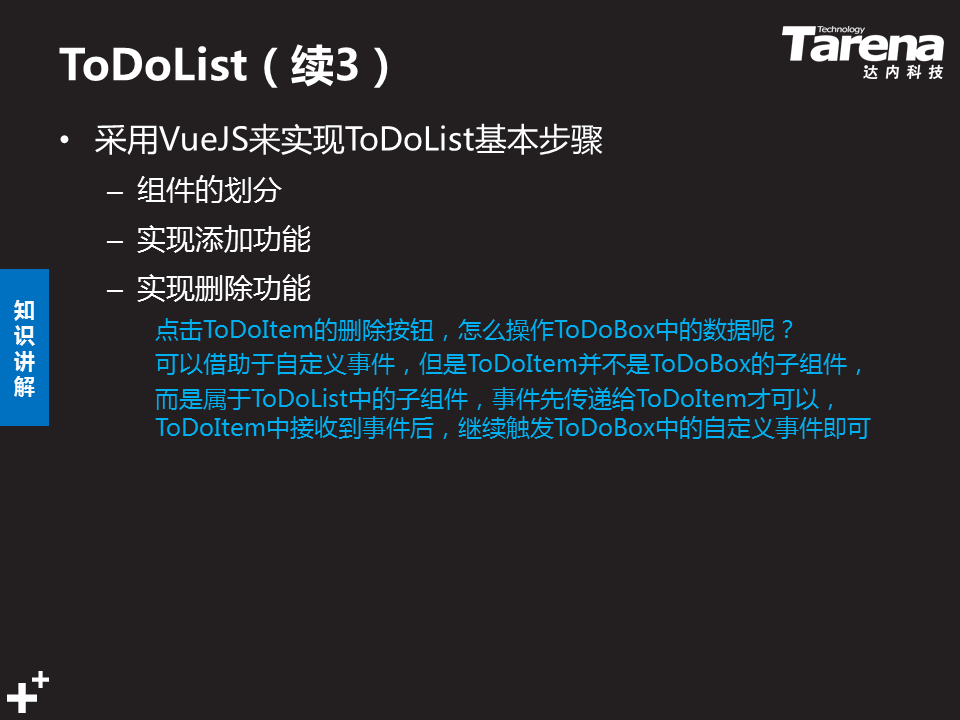 ToDoList（续3）
Technology
Tarena
达内科技
• 采用VueJS来实现ToDoList基本步骤
– 组件的划分
– 实现添加功能
– 实现删除功能
知识讲解
点击ToDoItem的删除按钮，怎么操作ToDoBox中的数据呢？
可以借助于自定义事件，但是ToDoItem并不是ToDoBox的子组件，
而是属于ToDoList中的子组件，事件先传递给ToDoItem才可以，
ToDoItem中接收到事件后，继续触发ToDoBox中的自定义事件即可